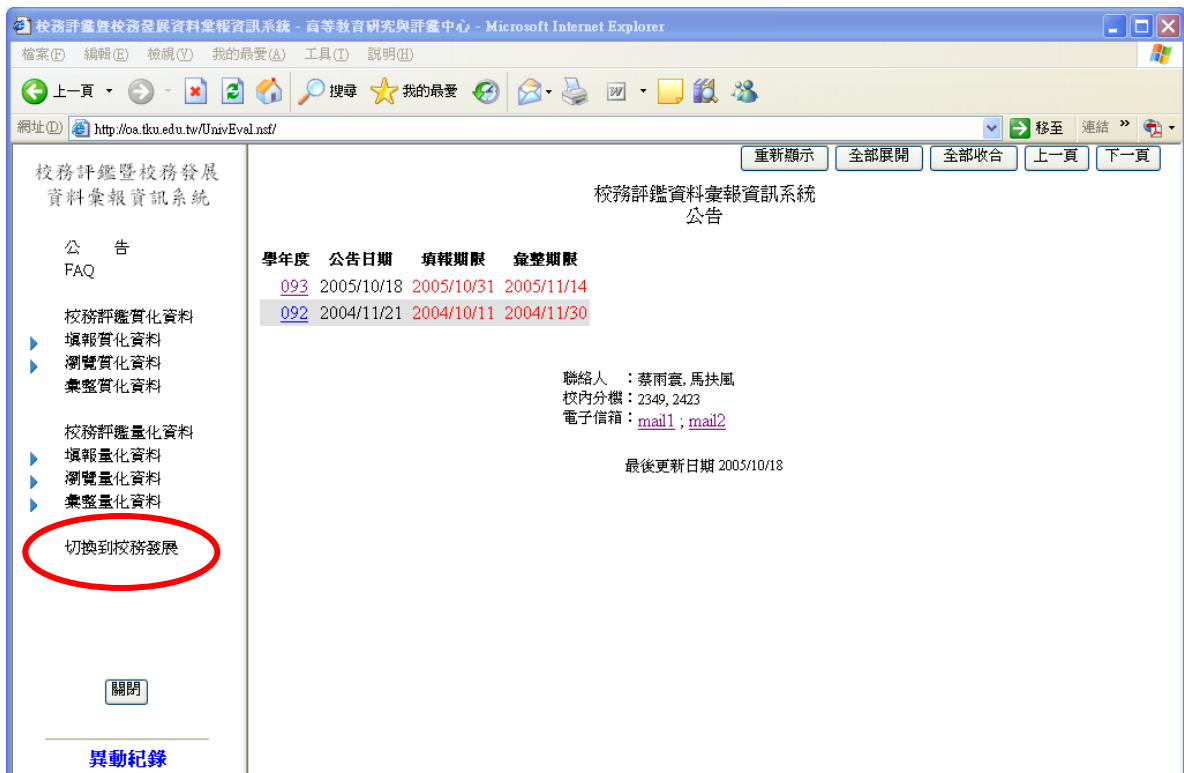 校務評鑑暨校務發展資料彙報資訊系統 - 高等教育研究與評鑑中心 - Microsoft Internet Explorer
檔案(F) 編輯(E) 檢視(V) 我的最愛(A) 工具(T) 說明(H)
上一頁 搜尋 我的最愛
網址(D) http://oa.tku.edu.tw/UnivEval.nsf/ 移至 連結 »
校務評鑑暨校務發展
資料彙報資訊系統
公 告
FAQ
校務評鑑質化資料
填報質化資料
瀏覽質化資料
彙整質化資料
校務評鑑量化資料
填報量化資料
瀏覽量化資料
彙整量化資料
切換到校務發展
關閉
異動紀錄
重新顯示 全部展開 全部收合 上一頁 下一頁
校務評鑑資料彙報資訊系統
公告
學年度 公告日期 填報期限 彙整期限
093 2005/10/18 2005/10/31 2005/11/14
092 2004/11/21 2004/10/11 2004/11/30
聯絡人 ：蔡雨寰, 馬扶風
校內分機：2349, 2423
電子信箱：mail1 ; mail2
最後更新日期 2005/10/18